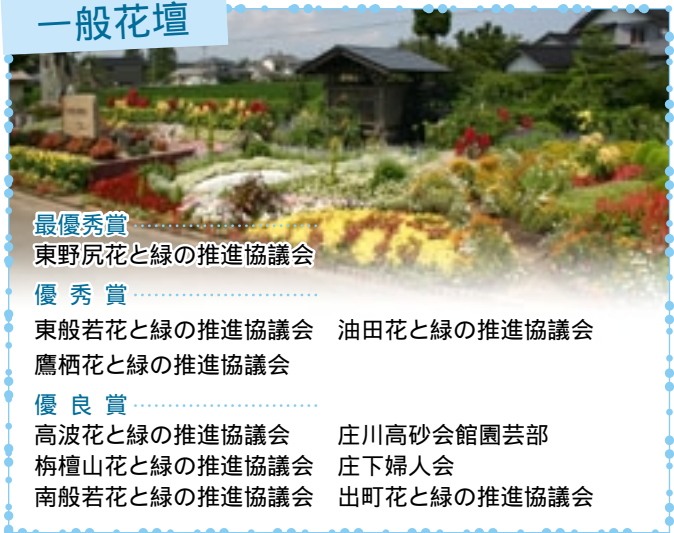 一般花壇
最優秀賞
東野尻花と緑の推進協議会
優秀賞
東般若花と緑の推進協議会　油田花と緑の推進協議会
鷹栖花と緑の推進協議会
優良賞
高波花と緑の推進協議会　庄川高砂会館園芸部
栴檀山花と緑の推進協議会　庄下婦人会
南般若花と緑の推進協議会　出町花と緑の推進協議会